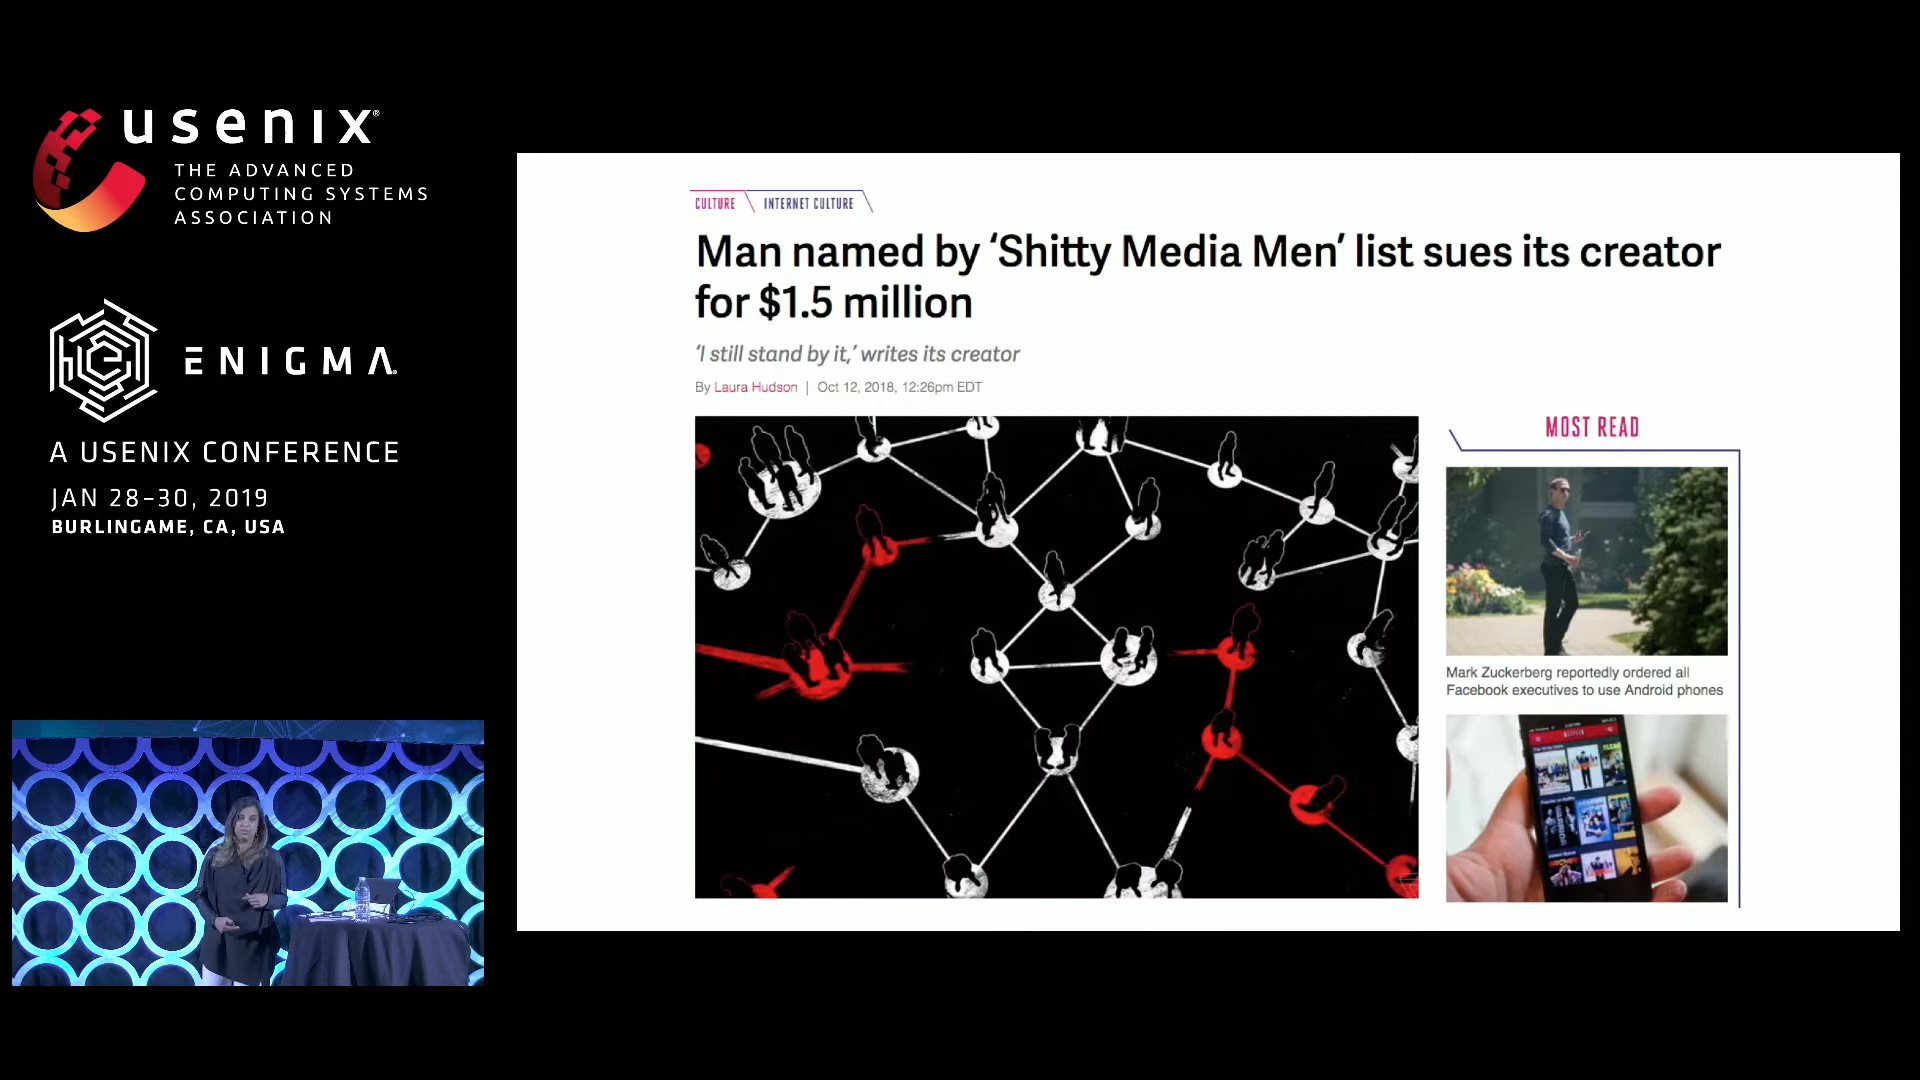 usenix®
THE ADVANCED
COMPUTING SYSTEMS
ASSOCIATION
ENIGMA®
A USENIX CONFERENCE
JAN 28–30, 2019
BURLINGAME, CA, USA
CULTURE
INTERNET CULTURE
Man named by ‘Shitty Media Men’ list sues its creator
for $1.5 million
‘I still stand by it,’ writes its creator
By Laura Hudson | Oct 12, 2018, 12:26pm EDT
MOST READ
Mark Zuckerberg reportedly ordered all
Facebook executives to use Android phones
NETFLIX